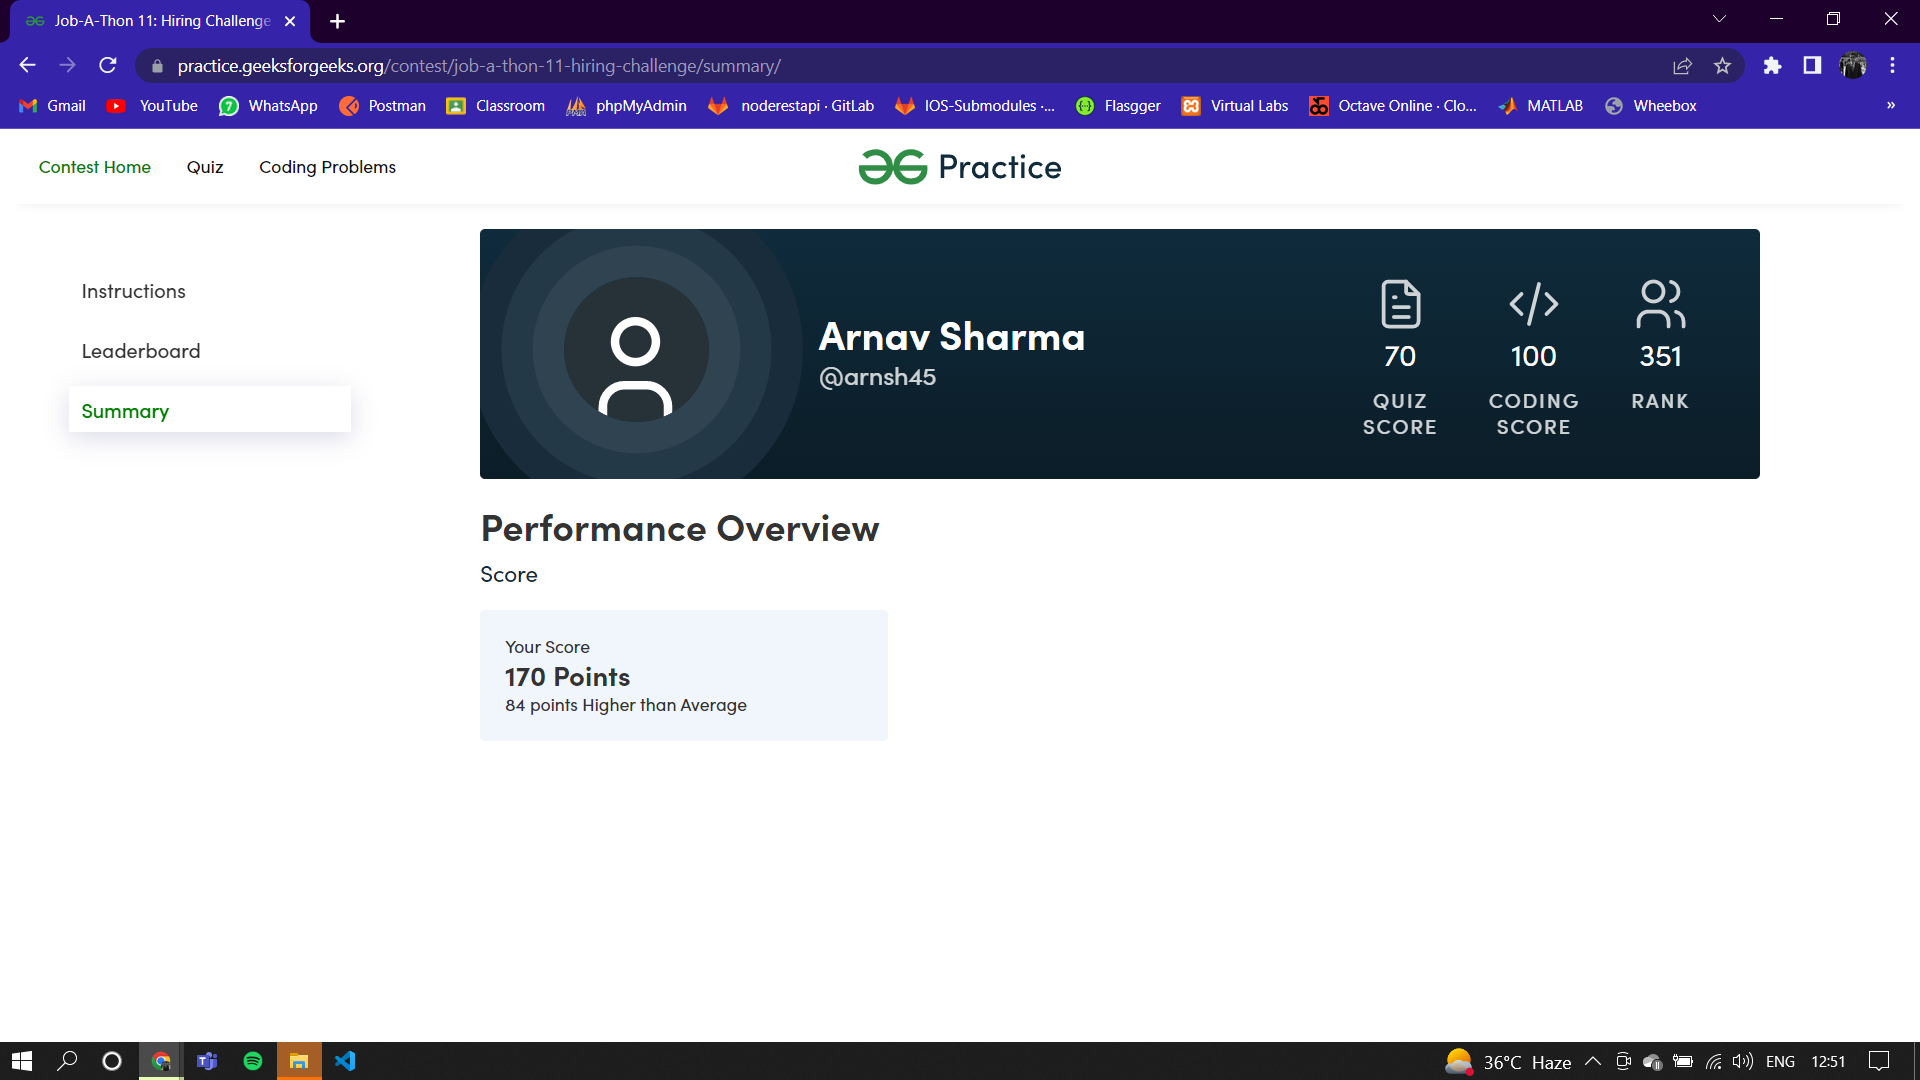 Job-A-Thon 11: Hiring Challenge
practice.geeksforgeeks.org/contest/job-a-thon-11-hiring-challenge/summary/
Gmail YouTube WhatsApp Postman Classroom phpMyAdmin noderestapi · GitLab IOS-Submodules ·... Flasgger Virtual Labs Octave Online · Clo... MATLAB Wheebox »
Contest Home Quiz Coding Problems Practice
Instructions
Leaderboard
Summary
Arnav Sharma
@arnsh45
70 100 351
QUIZ SCORE CODING SCORE RANK
Performance Overview
Score
Your Score
170 Points
84 points Higher than Average
36°C Haze ENG 12:51